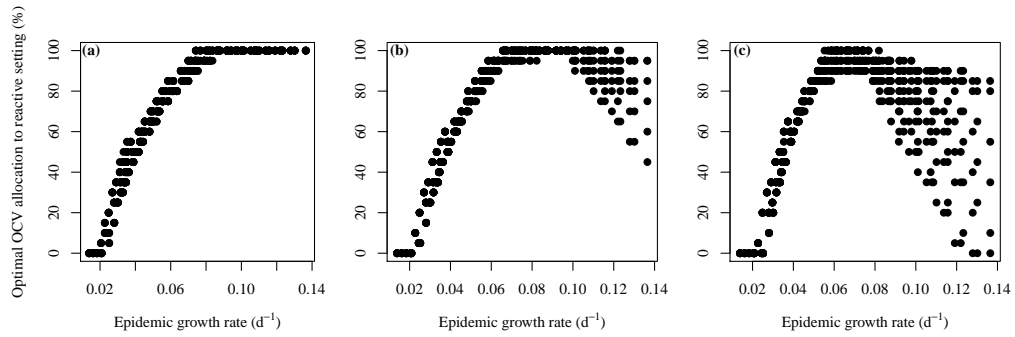 Optimal OCV allocation to reactive setting (%)
(a)
0
20
40
60
80
100
0.02 0.06 0.10 0.14
Epidemic growth rate (d⁻¹)
(b)
0
20
40
60
80
100
0.02 0.04 0.06 0.08 0.10 0.12 0.14
Epidemic growth rate (d⁻¹)
(c)
0
20
40
60
80
100
0.02 0.04 0.06 0.08 0.10 0.12 0.14
Epidemic growth rate (d⁻¹)